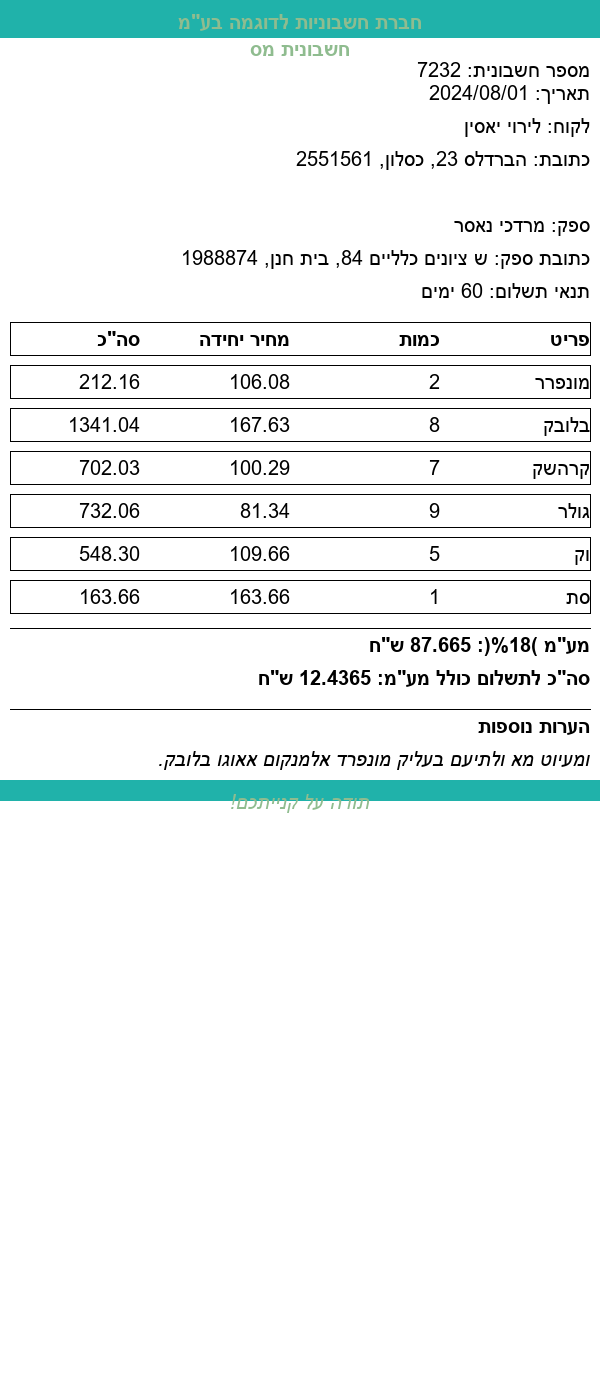 חברת חשבוניות לדוגמה בע"מ
חשבונית מס
מספר חשבונית: 7232
תאריך: 2024/08/01
לקוח: לירוי יאסין
כתובת: הברדלס 23, כסלון, 2551561
ספק: מרדכי נאסר
כתובת ספק: ש ציונים כלליים 84, בית חנן, 1988874
תנאי תשלום: 60 ימים
פריט כמות מחיר יחידה סה"כ
מונפרר 2 106.08 212.16
בלובק 8 167.63 1341.04
קרהשק 7 100.29 702.03
גולר 9 81.34 732.06
וק 5 109.66 548.30
סת 1 163.66 163.66
מע"מ )18%(: 87.665 ש"ח
סה"כ לתשלום כולל מע"מ: 12.4365 ש"ח
הערות נוספות
ומעיוט מא ולתיעם בעליק מונפרד אלמנקום אאוגו בלובק.
תודה על קנייתכם!